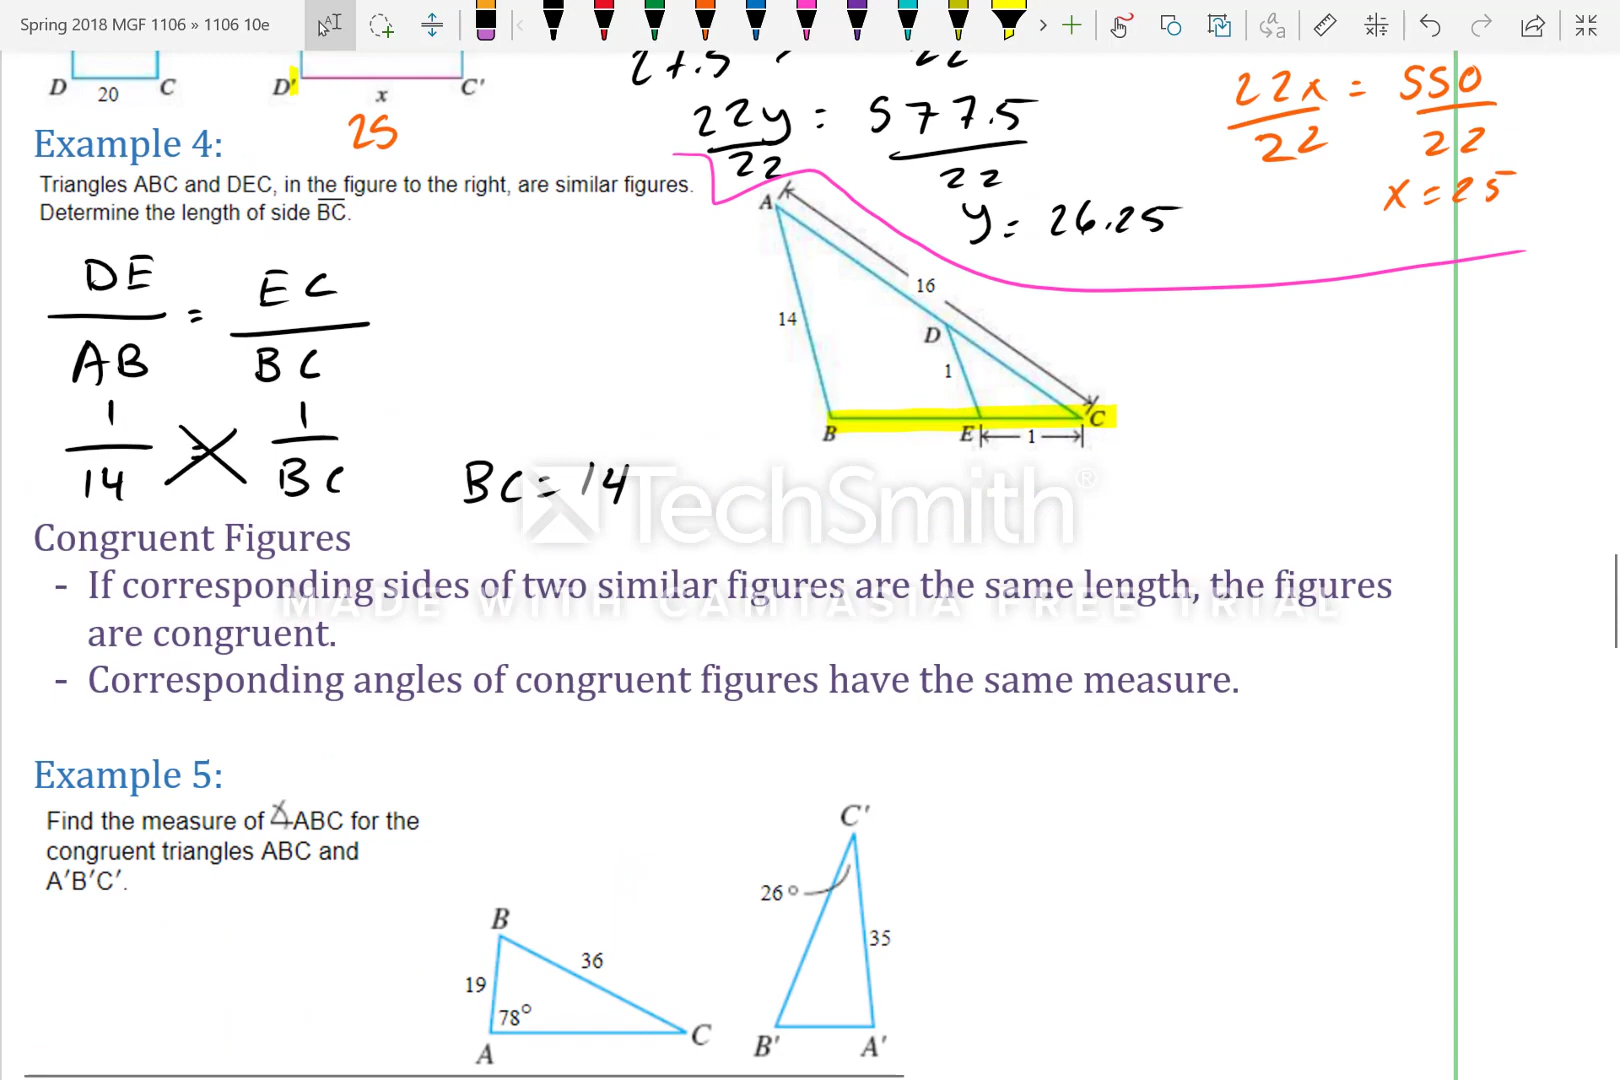 Spring 2018 MGF 1106 » 1106 10e
D 20 C
D' x C'
25
27.5
22
22y = 577.5
22 22
y = 26.25
22x = 550
22 22
x = 25
Example 4:
Triangles ABC and DEC, in the figure to the right, are similar figures.
Determine the length of side BC.
DE = EC
AB BC
1 = 1
14 BC
BC = 14
A
16
14
D
1
B E 1 C
TechSmith®
MADE WITH CAMTASIA FREE TRIAL
Congruent Figures
- If corresponding sides of two similar figures are the same length, the figures
are congruent.
- Corresponding angles of congruent figures have the same measure.
Example 5:
Find the measure of ∡ABC for the
congruent triangles ABC and
A′B′C′.
B
36
19
78°
A
C
C'
26°
35
B' A'